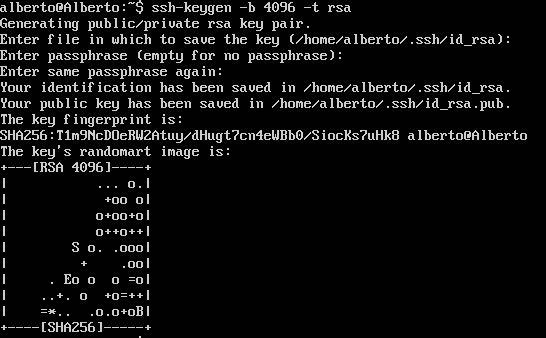 alberto@Alberto:~$ ssh-keygen -b 4096 -t rsa
Generating public/private rsa key pair.
Enter file in which to save the key (/home/alberto/.ssh/id_rsa):
Enter passphrase (empty for no passphrase):
Enter same passphrase again:
Your identification has been saved in /home/alberto/.ssh/id_rsa.
Your public key has been saved in /home/alberto/.ssh/id_rsa.pub.
The key fingerprint is:
SHA256:T1m9NcDOeRW2Atuy/dHugt7cn4eWBb0/SiocKs7uHk8 alberto@Alberto
The key's randomart image is:
+---[RSA 4096]----+
|            ... o.|
|             +oo o|
|            o+oo+o|
|            o++o++|
|         S o. .ooo|
|          +    .oo|
|      . Eo o  o =o|
|     ..+. o  +o=++|
|     =*..  .o.o+oB|
+----[SHA256]-----+